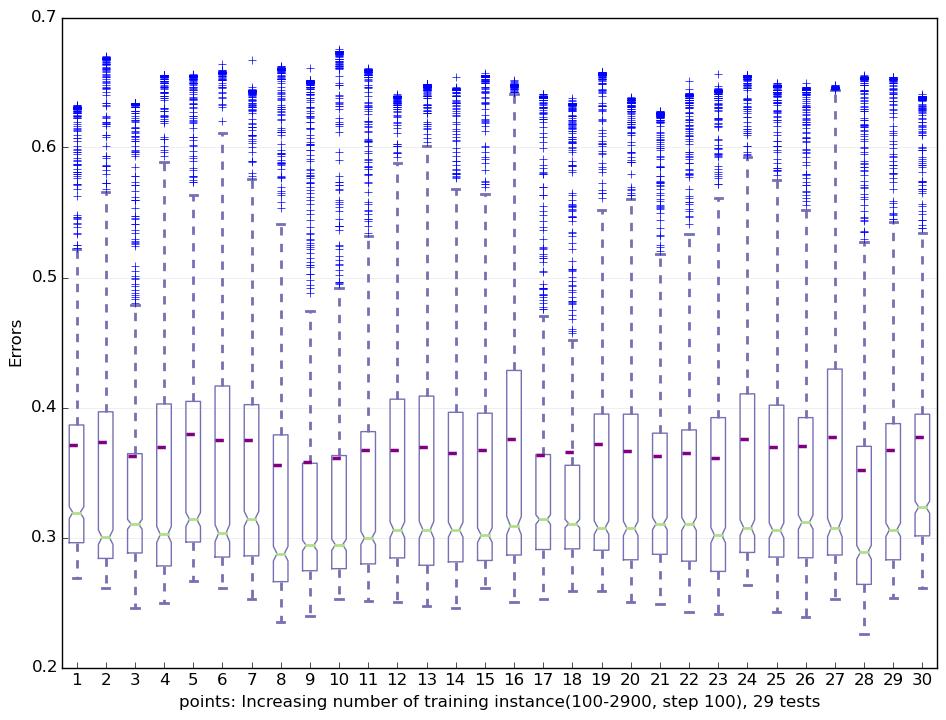 0.7
0.6
0.5
0.4
0.3
0.2
Errors
1 2 3 4 5 6 7 8 9 10 11 12 13 14 15 16 17 18 19 20 21 22 23 24 25 26 27 28 29 30
points: Increasing number of training instance(100-2900, step 100), 29 tests